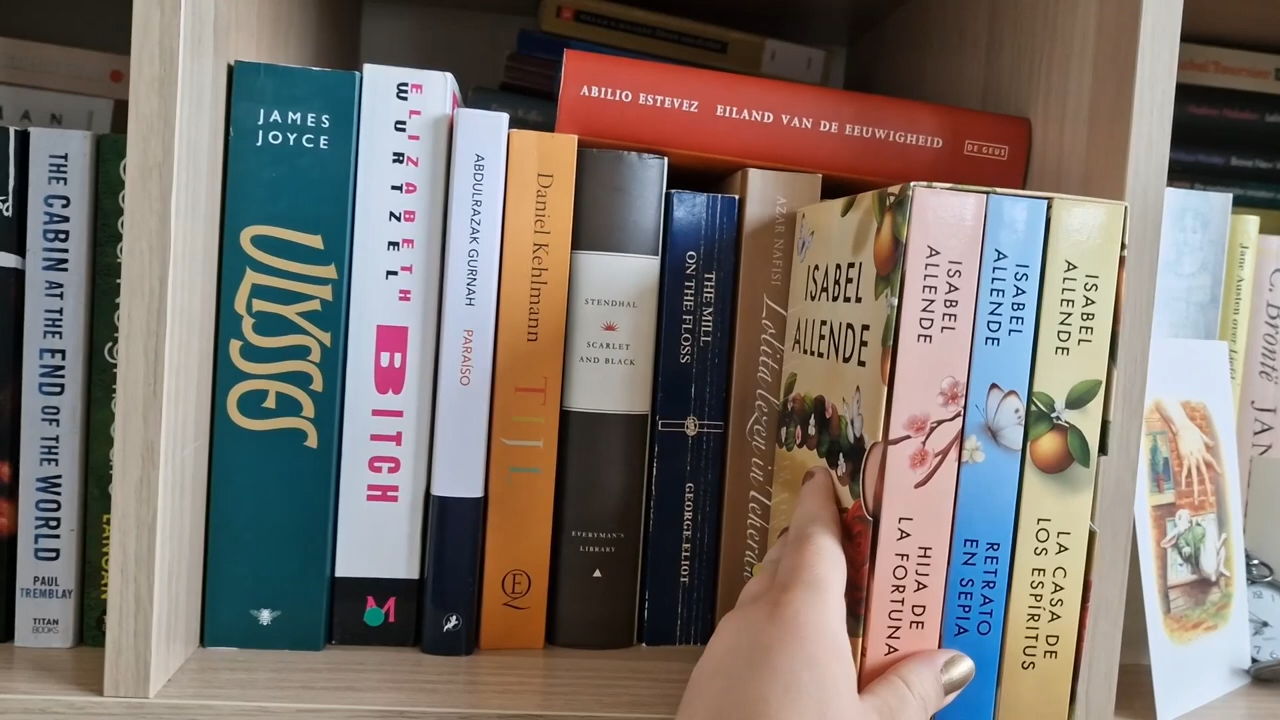 THE CABIN AT THE END OF THE WORLD
PAUL
TREMBLAY
TITAN
BOOKS
LANGAN
JAMES
JOYCE
ULYSSES
ELIZABETH
WURTZEL
BITCH
M
ABDULRAZAK GURNAH PARAÍSO
Daniel Kehlmann
TIJL
Q
STENDHAL
SCARLET
AND BLACK
EVERYMAN'S
LIBRARY
THE MILL
ON THE FLOSS
GEORGE ELIOT
AZAR NAFISI
Lolita lezen in Teheran
ABILIO ESTEVEZ EILAND VAN DE EEUWIGHEID
DE GEUS
ISABEL
ALLENDE
ISABEL
ALLENDE
HIJA DE
LA FORTUNA
ISABEL
ALLENDE
RETRATO
EN SEPIA
ISABEL
ALLENDE
LA CASA DE
LOS ESPÍRITUS
Jane Austen over
C. Brontë